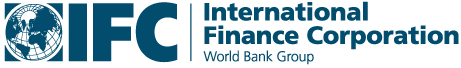 IFC
International
Finance Corporation
World Bank Group